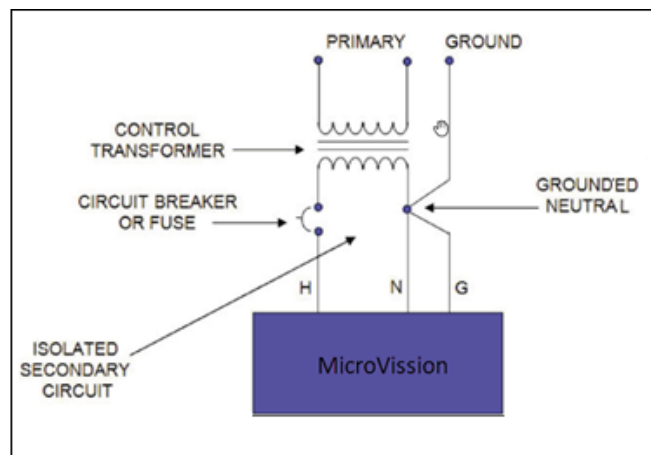 PRIMARY
GROUND
CONTROL
TRANSFORMER
CIRCUIT BREAKER
OR FUSE
GROUNDED
NEUTRAL
H
N
G
ISOLATED
SECONDARY
CIRCUIT
MicroVission